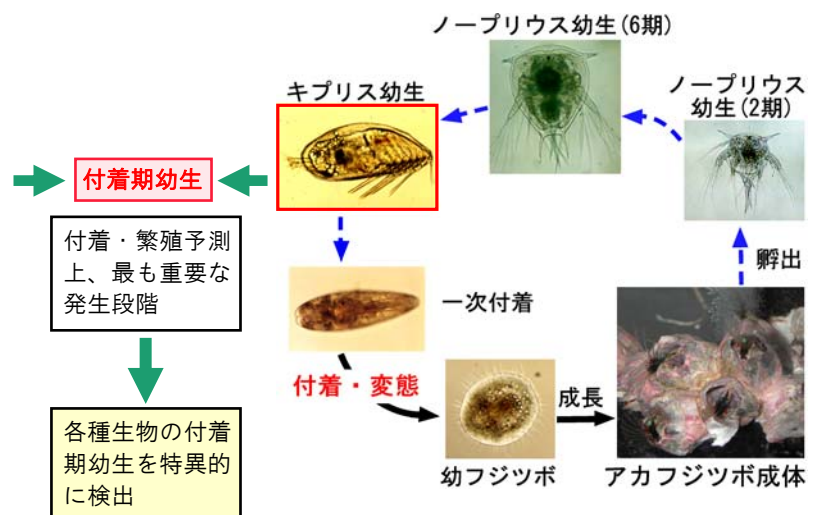 ノープリウス幼生(6期)
ノープリウス
幼生(2期)
キプリス幼生
付着期幼生
付着・繁殖予測
上、最も重要な
発生段階
孵出
一次付着
付着・変態
成長
各種生物の付着
期幼生を特異的
に検出
幼フジツボ
アカフジツボ成体